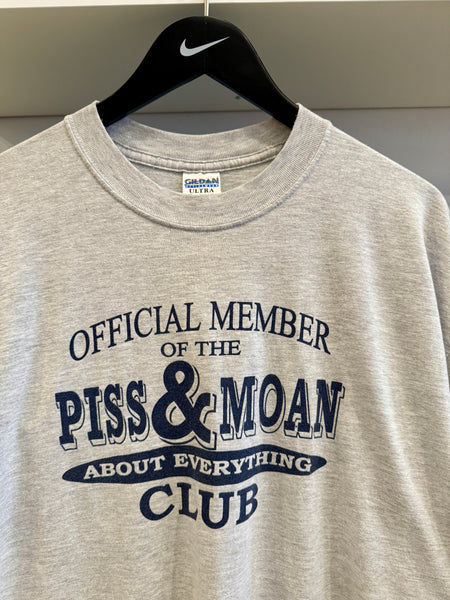 GILDAN
ULTRA
OFFICIAL MEMBER
OF THE
PISS & MOAN
ABOUT EVERYTHING
CLUB